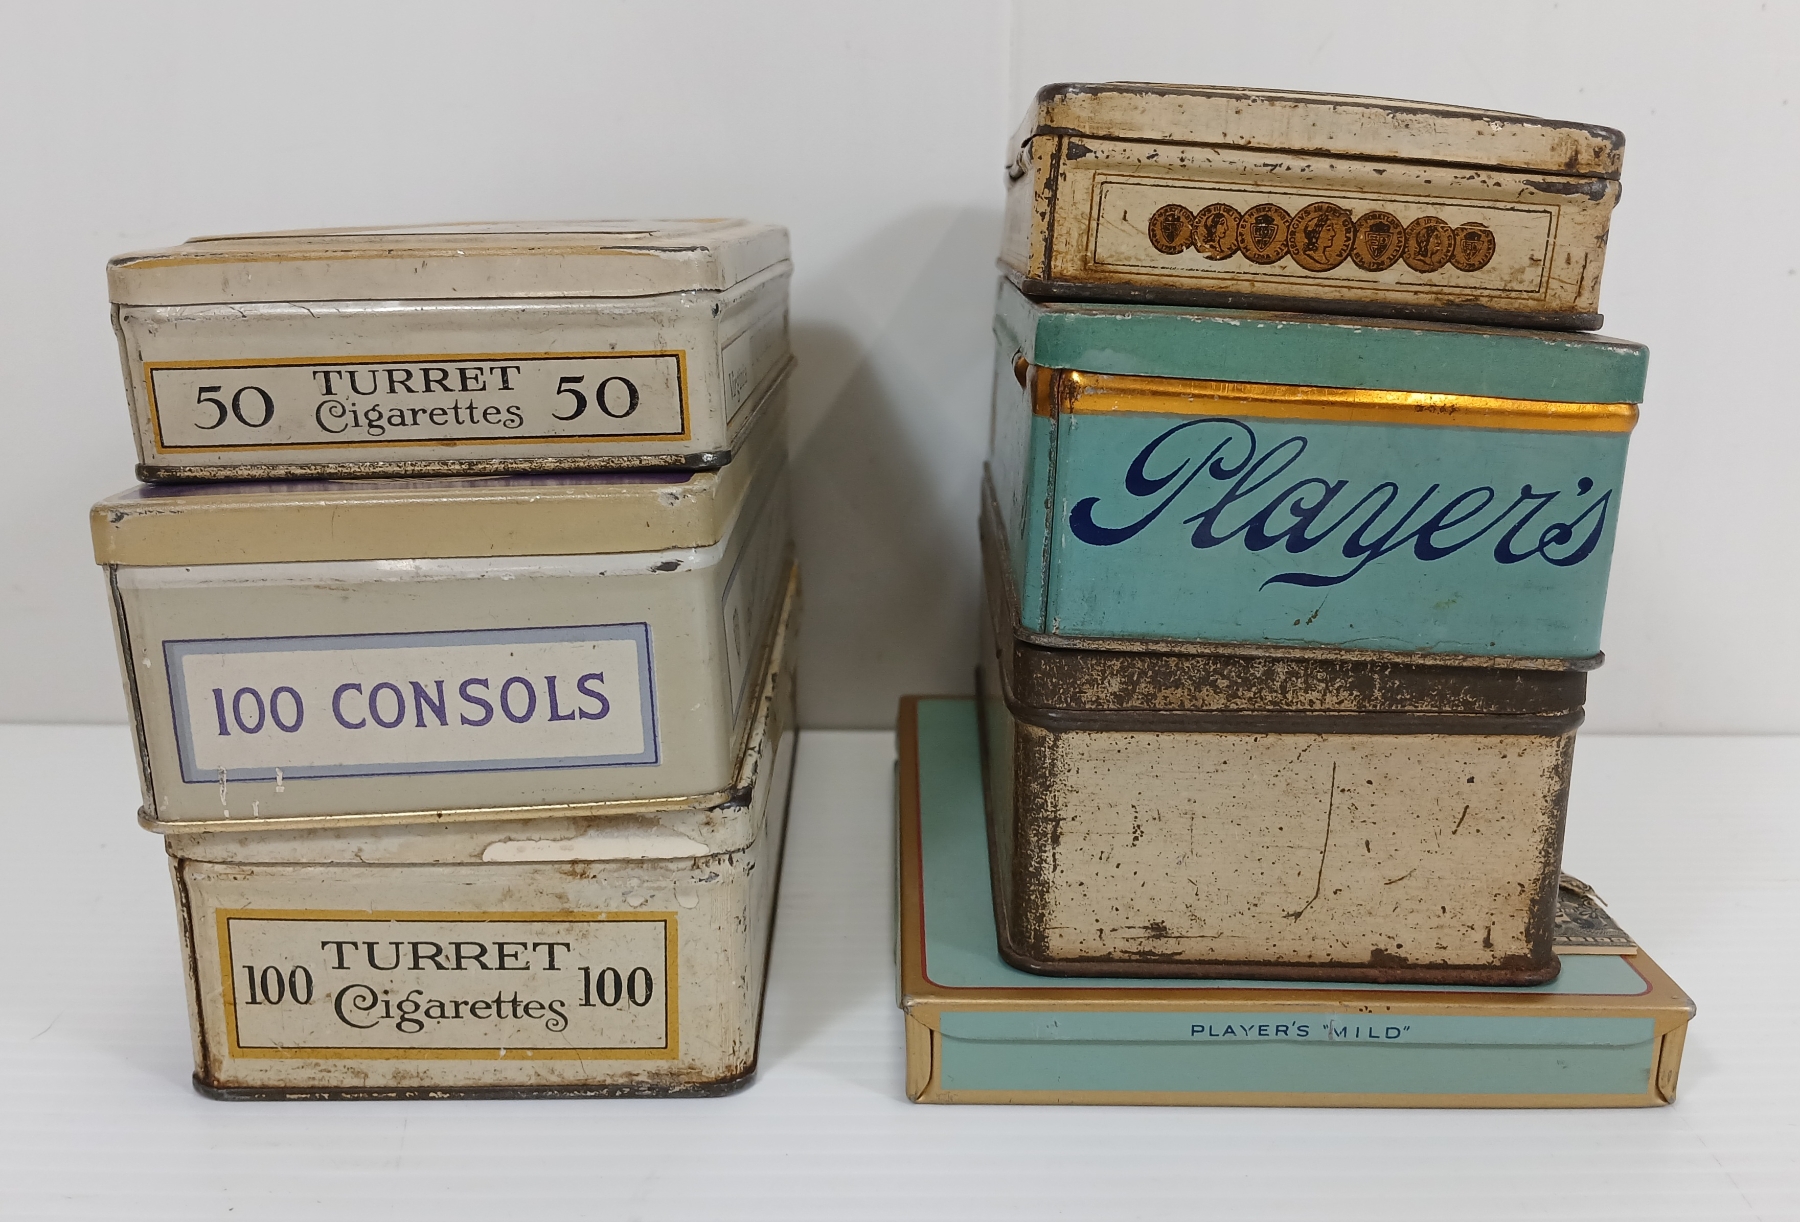 50 TURRET 50
Cigarettes
100 CONSOLS
100 TURRET 100
Cigarettes
Player's
PLAYER'S "MILD"